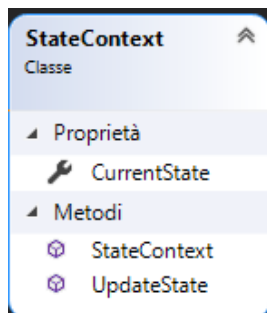 StateContext
Classe
Proprietà
CurrentState
Metodi
StateContext
UpdateState